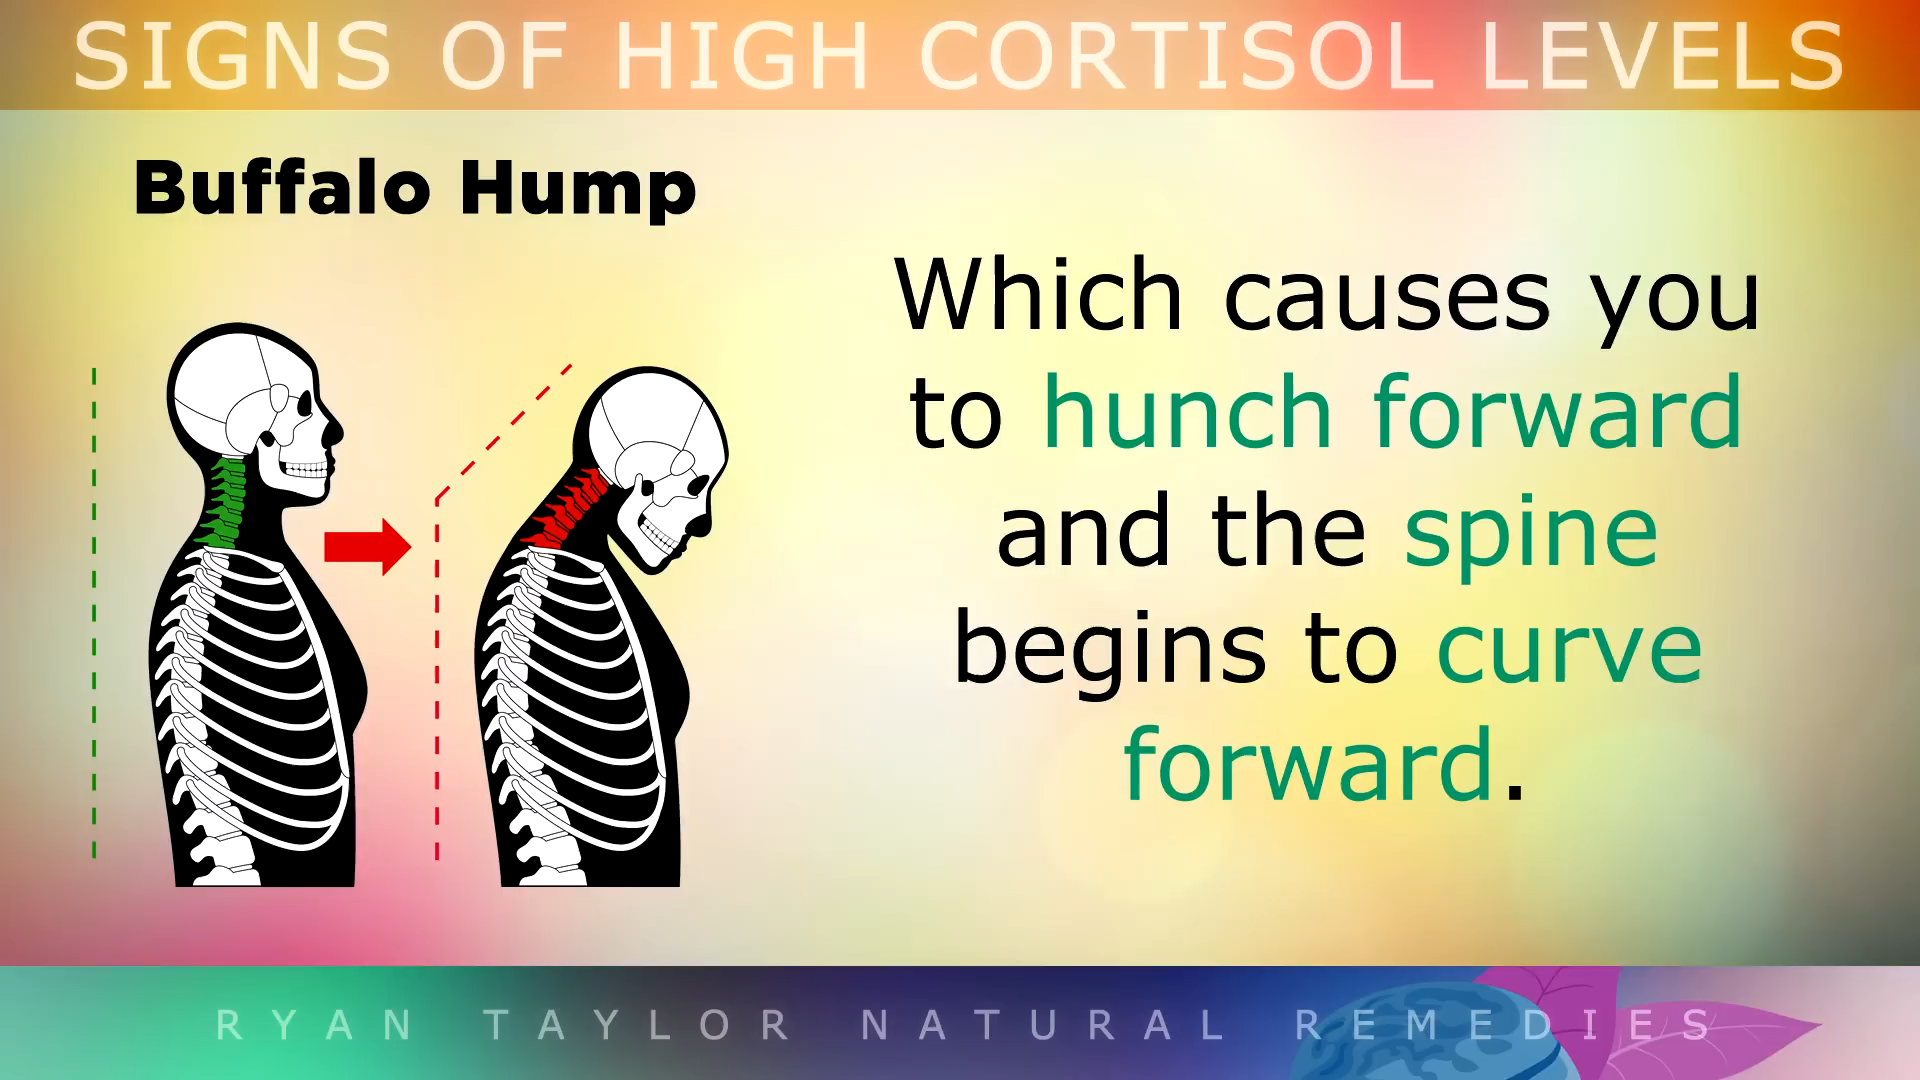 SIGNS OF HIGH CORTISOL LEVELS
Buffalo Hump
Which causes you
to hunch forward
and the spine
begins to curve
forward.
RYAN TAYLOR NATURAL REMEDIES